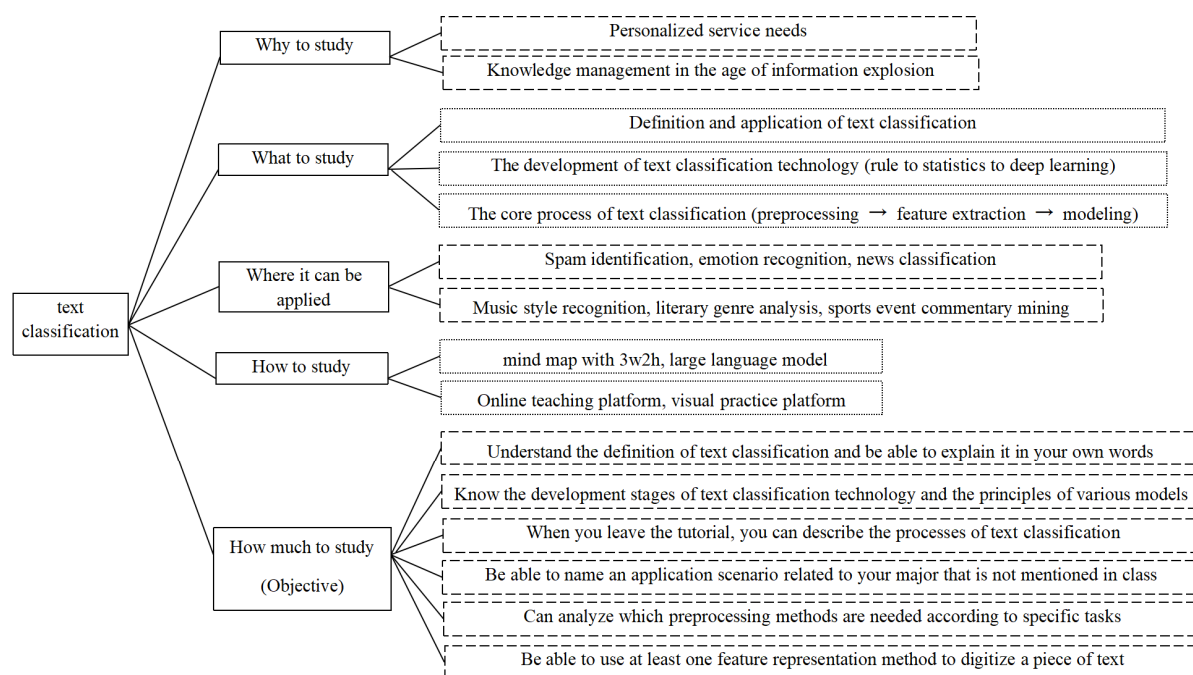 text
classification
Why to study
Personalized service needs
Knowledge management in the age of information explosion
What to study
Definition and application of text classification
The development of text classification technology (rule to statistics to deep learning)
The core process of text classification (preprocessing → feature extraction → modeling)
Where it can be
applied
Spam identification, emotion recognition, news classification
Music style recognition, literary genre analysis, sports event commentary mining
How to study
mind map with 3w2h, large language model
Online teaching platform, visual practice platform
How much to study
(Objective)
Understand the definition of text classification and be able to explain it in your own words
Know the development stages of text classification technology and the principles of various models
When you leave the tutorial, you can describe the processes of text classification
Be able to name an application scenario related to your major that is not mentioned in class
Can analyze which preprocessing methods are needed according to specific tasks
Be able to use at least one feature representation method to digitize a piece of text